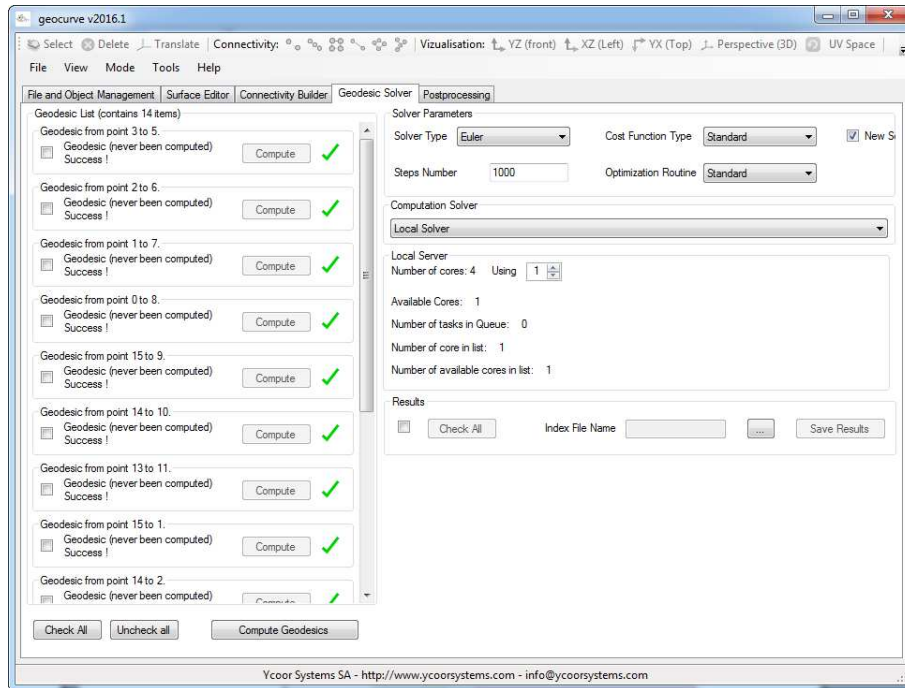 geocurve v2016.1
Select Delete Translate Connectivity: Vizualisation: YZ (front) XZ (Left) YX (Top) Perspective (3D) UV Space
File View Mode Tools Help
File and Object Management Surface Editor Connectivity Builder Geodesic Solver Postprocessing
Geodesic List (contains 14 items)
Geodesic from point 3 to 5.
Geodesic (never been computed)
Success !
Compute
Geodesic from point 2 to 6.
Geodesic (never been computed)
Success !
Compute
Geodesic from point 1 to 7.
Geodesic (never been computed)
Success !
Compute
Geodesic from point 0 to 8.
Geodesic (never been computed)
Success !
Compute
Geodesic from point 15 to 9.
Geodesic (never been computed)
Success !
Compute
Geodesic from point 14 to 10.
Geodesic (never been computed)
Success !
Compute
Geodesic from point 13 to 11.
Geodesic (never been computed)
Success !
Compute
Geodesic from point 15 to 1.
Geodesic (never been computed)
Success !
Compute
Geodesic from point 14 to 2.
Geodesic (never been computed)
Success !
Compute
Check All Uncheck all Compute Geodesics
Solver Parameters
Solver Type Euler Cost Function Type Standard New S
Steps Number 1000 Optimization Routine Standard
Computation Solver
Local Solver
Local Server
Number of cores: 4 Using 1
Available Cores: 1
Number of tasks in Queue: 0
Number of core in list: 1
Number of available cores in list: 1
Results
Check All Index File Name ... Save Results
Ycoor Systems SA - http://www.ycoorsystems.com - info@ycoorsystems.com